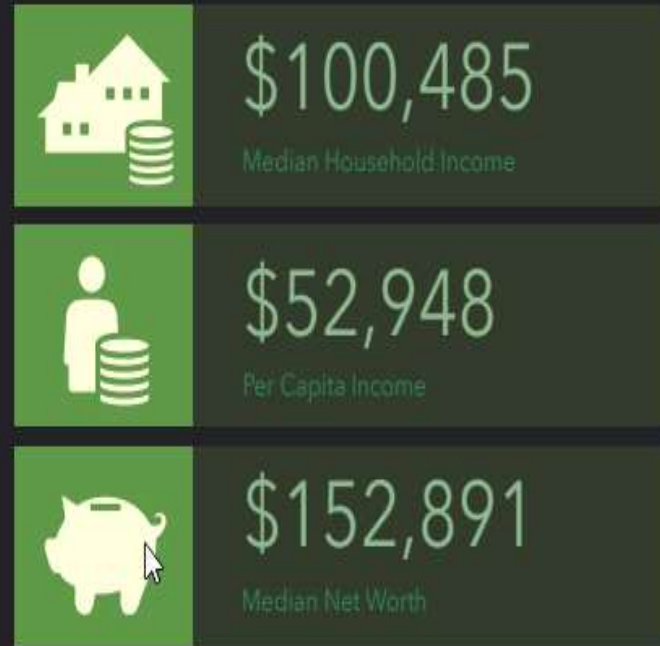 $100,485
Median Household Income
$52,948
Per Capita Income
$152,891
Median Net Worth